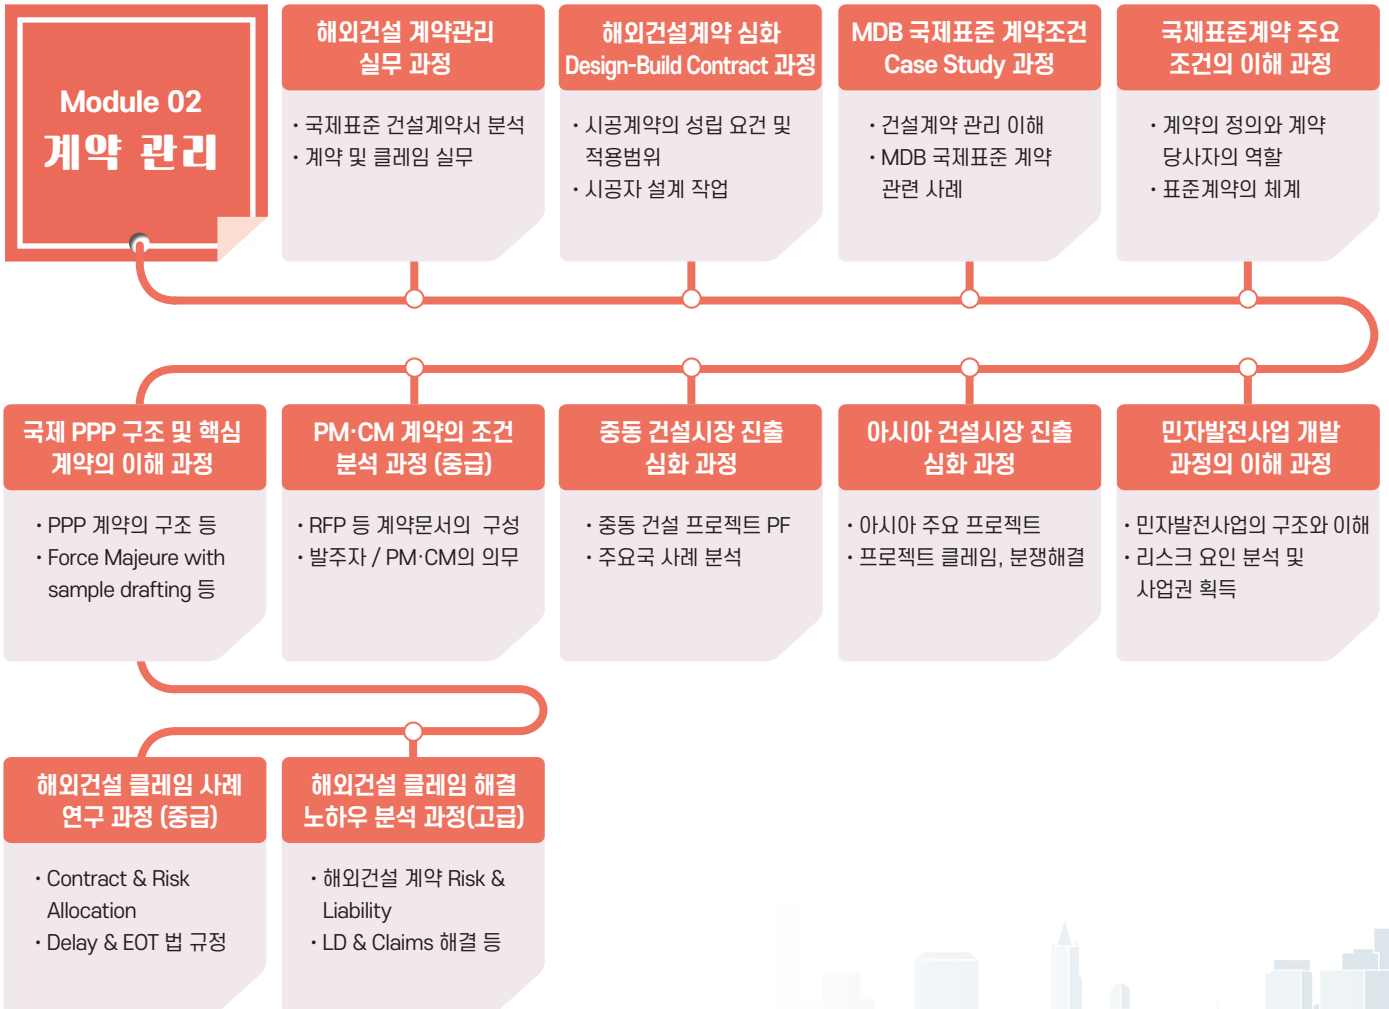 Module 02
계약 관리
해외건설 계약관리
실무 과정
· 국제표준 건설계약서 분석
· 계약 및 클레임 실무
해외건설계약 심화
Design-Build Contract 과정
· 시공계약의 성립 요건 및
적용범위
· 시공자 설계 작업
MDB 국제표준 계약조건
Case Study 과정
· 건설계약 관리 이해
· MDB 국제표준 계약
관련 사례
국제표준계약 주요
조건의 이해 과정
· 계약의 정의와 계약
당사자의 역할
· 표준계약의 체계
국제 PPP 구조 및 핵심
계약의 이해 과정
· PPP 계약의 구조 등
· Force Majeure with
sample drafting 등
PM·CM 계약의 조건
분석 과정 (중급)
· RFP 등 계약문서의 구성
· 발주자 / PM·CM의 의무
중동 건설시장 진출
심화 과정
· 중동 건설 프로젝트 PF
· 주요국 사례 분석
아시아 건설시장 진출
심화 과정
· 아시아 주요 프로젝트
· 프로젝트 클레임, 분쟁해결
민자발전사업 개발
과정의 이해 과정
· 민자발전사업의 구조와 이해
· 리스크 요인 분석 및
사업권 획득
해외건설 클레임 사례
연구 과정 (중급)
· Contract & Risk
Allocation
· Delay & EOT 법 규정
해외건설 클레임 해결
노하우 분석 과정(고급)
· 해외건설 계약 Risk &
Liability
· LD & Claims 해결 등